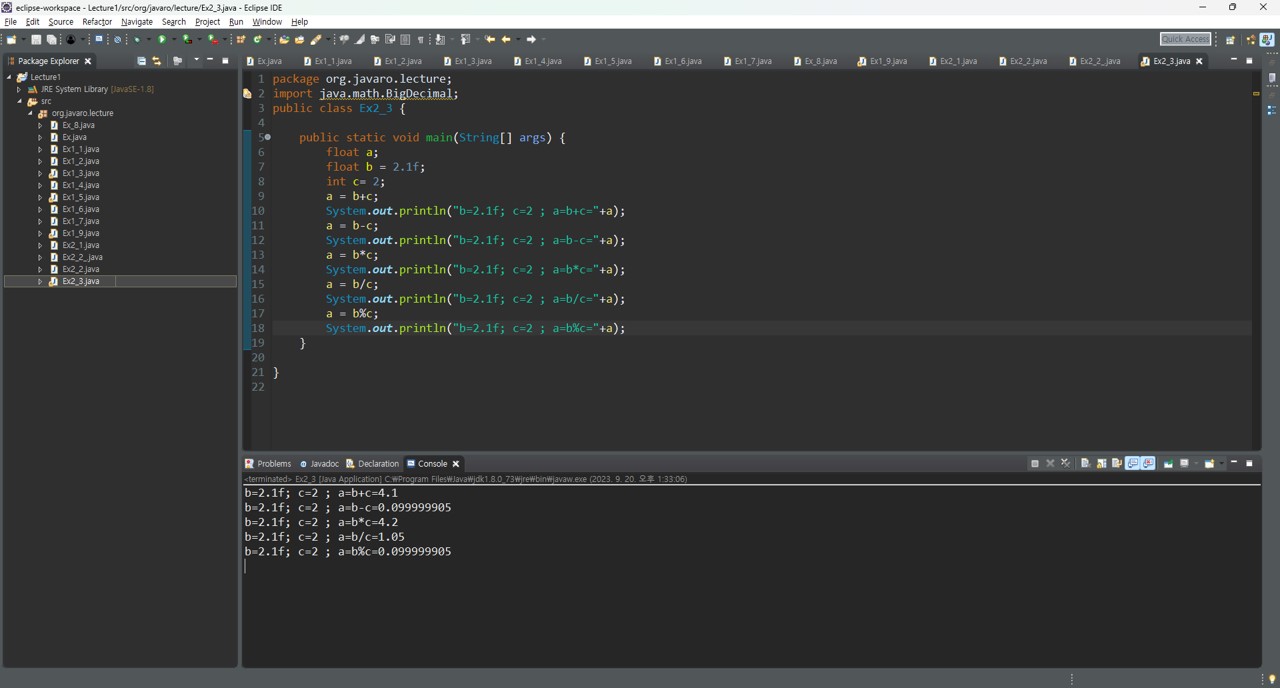 eclipse-workspace - Lecture1/src/org/javaro/lecture/Ex2_3.java - Eclipse IDE
File Edit Source Refactor Navigate Search Project Run Window Help
Quick Access
Package Explorer
Lecture1
JRE System Library [JavaSE-1.8]
src
org.javaro.lecture
Ex_8.java
Ex.java
Ex1_1.java
Ex1_2.java
Ex1_3.java
Ex1_4.java
Ex1_5.java
Ex1_6.java
Ex1_7.java
Ex1_9.java
Ex2_1.java
Ex2_2_.java
Ex2_2.java
Ex2_3.java
Ex.java Ex1_1.java Ex1_2.java Ex1_3.java Ex1_4.java Ex1_5.java Ex1_6.java Ex1_7.java Ex_8.java Ex1_9.java Ex2_1.java Ex2_2.java Ex2_2_.java Ex2_3.java
1 package org.javaro.lecture;
2 import java.math.BigDecimal;
3 public class Ex2_3 {
4
5 public static void main(String[] args) {
6 float a;
7 float b = 2.1f;
8 int c= 2;
9 a = b+c;
10 System.out.println("b=2.1f; c=2 ; a=b+c="+a);
11 a = b-c;
12 System.out.println("b=2.1f; c=2 ; a=b-c="+a);
13 a = b*c;
14 System.out.println("b=2.1f; c=2 ; a=b*c="+a);
15 a = b/c;
16 System.out.println("b=2.1f; c=2 ; a=b/c="+a);
17 a = b%c;
18 System.out.println("b=2.1f; c=2 ; a=b%c="+a);
19 }
20
21 }
22
Problems Javadoc Declaration Console
<terminated> Ex2_3 [Java Application] C:₩Program Files₩Java₩jdk1.8.0_73₩jre₩bin₩javaw.exe (2023. 9. 20. 오후 1:33:06)
b=2.1f; c=2 ; a=b+c=4.1
b=2.1f; c=2 ; a=b-c=0.099999905
b=2.1f; c=2 ; a=b*c=4.2
b=2.1f; c=2 ; a=b/c=1.05
b=2.1f; c=2 ; a=b%c=0.099999905